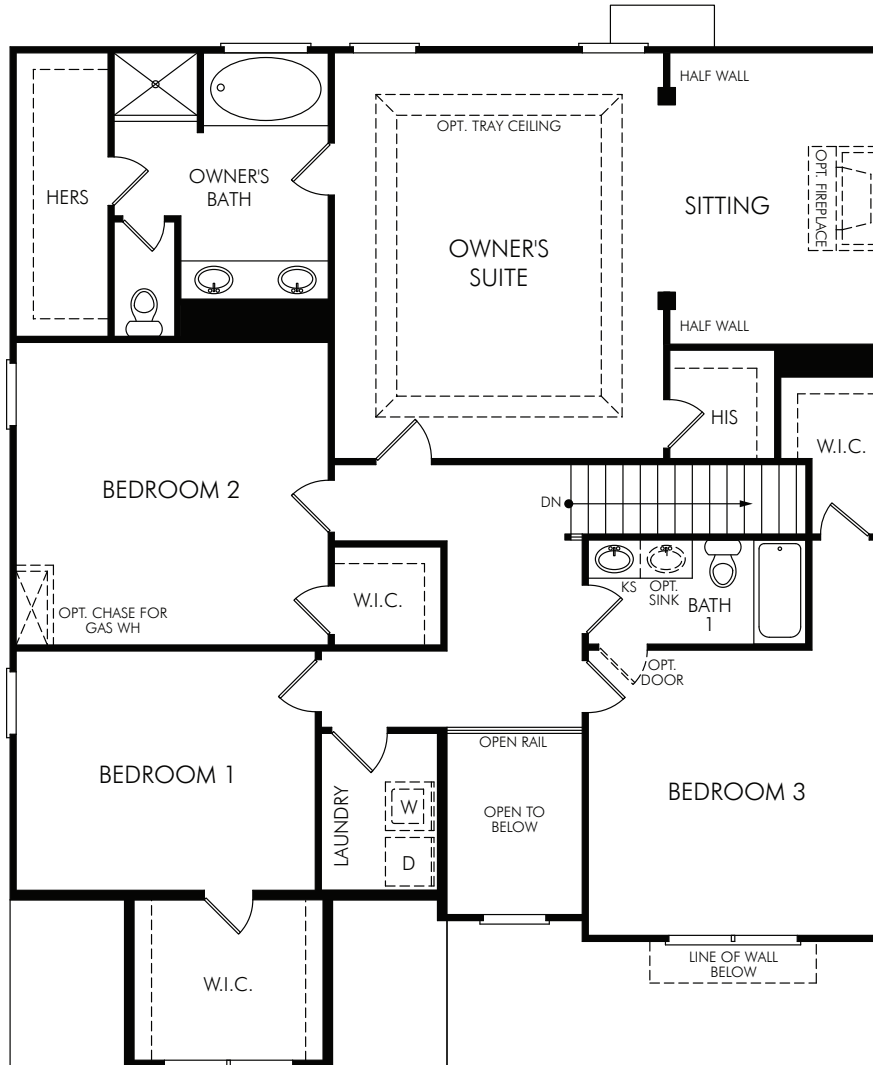 HALF WALL
OPT. TRAY CEILING
OWNER'S
BATH
HERS
OPT. FIREPLACE
SITTING
OWNER'S
SUITE
HALF WALL
HIS
W.I.C.
BEDROOM 2
DN
KS
OPT.
SINK
BATH
1
W.I.C.
OPT. CHASE FOR
GAS WH
OPT.
DOOR
OPEN RAIL
BEDROOM 1
LAUNDRY
W
D
OPEN TO
BELOW
BEDROOM 3
LINE OF WALL
BELOW
W.I.C.